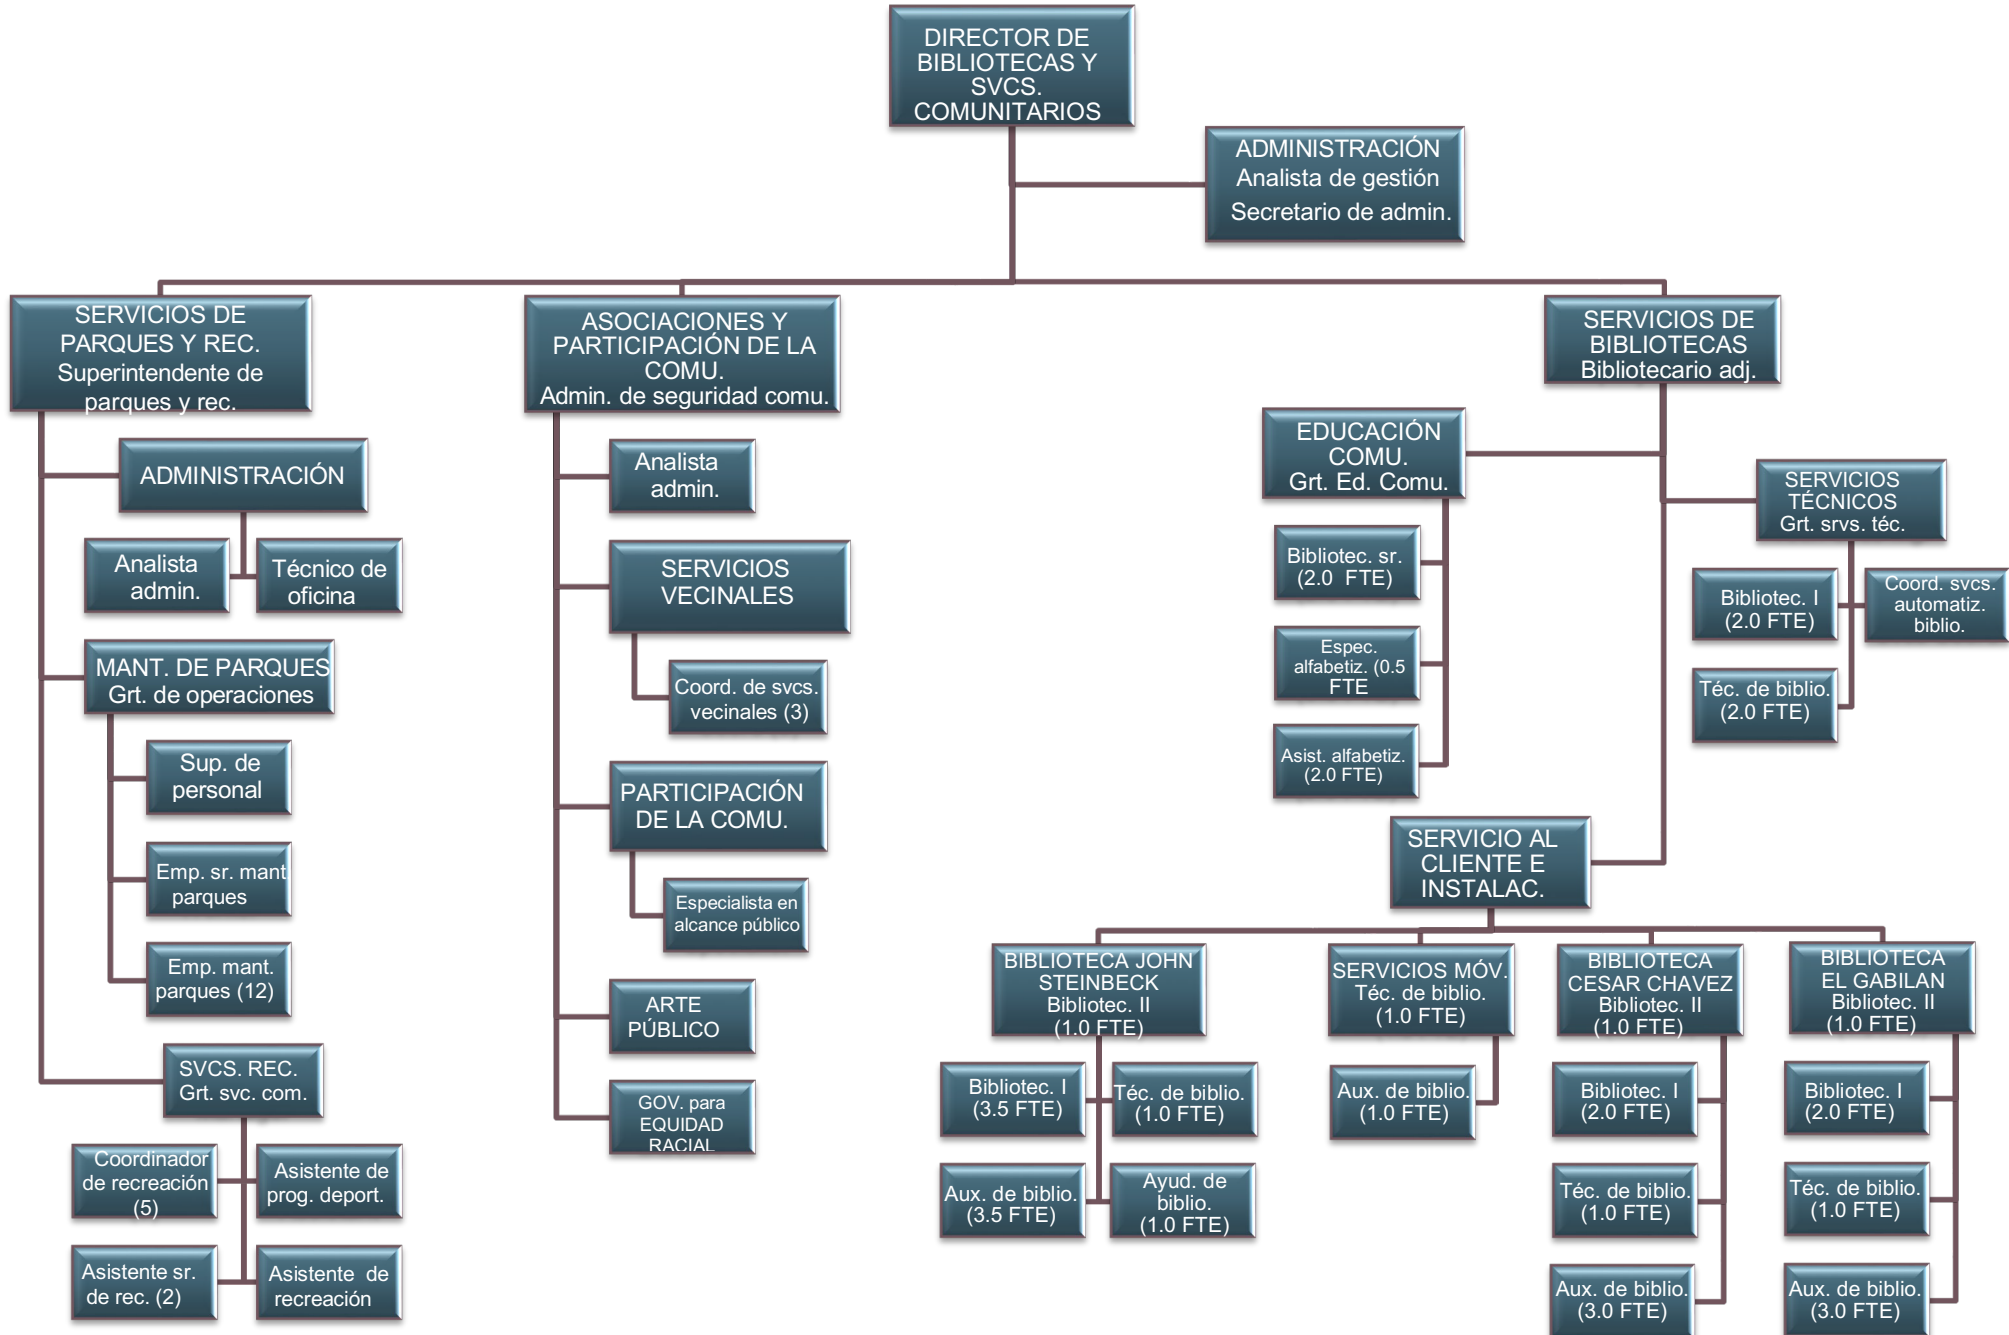 DIRECTOR DE
BIBLIOTECAS Y
SVCS.
COMUNITARIOS
ADMINISTRACIÓN
Analista de gestión
Secretario de admin.
SERVICIOS DE
PARQUES Y REC.
Superintendente de
parques y rec.
ADMINISTRACIÓN
Analista
admin.
Técnico de
oficina
MANT. DE PARQUES
Grt. de operaciones
Sup. de
personal
Emp. sr. mant
parques
Emp. mant.
parques (12)
SVCS. REC.
Grt. svc. com.
Coordinador
de recreación
(5)
Asistente de
prog. deport.
Asistente sr.
de rec. (2)
Asistente de
recreación
ASOCIACIONES Y
PARTICIPACIÓN DE LA
COMU.
Admin. de seguridad comu.
Analista
admin.
SERVICIOS
VECINALES
Coord. de svcs.
vecinales (3)
PARTICIPACIÓN
DE LA COMU.
Especialista en
alcance público
ARTE
PÚBLICO
GOV. para
EQUIDAD
RACIAL
SERVICIOS DE
BIBLIOTECAS
Bibliotecario adj.
EDUCACIÓN
COMU.
Grt. Ed. Comu.
Bibliotec. sr.
(2.0 FTE)
Espec.
alfabetiz. (0.5
FTE
Asist. alfabetiz.
(2.0 FTE)
SERVICIOS
TÉCNICOS
Grt. srvs. téc.
Bibliotec. I
(2.0 FTE)
Coord. svcs.
automatiz.
biblio.
Téc. de biblio.
(2.0 FTE)
SERVICIO AL
CLIENTE E
INSTALAC.
BIBLIOTECA JOHN
STEINBECK
Bibliotec. II
(1.0 FTE)
Bibliotec. I
(3.5 FTE)
Téc. de biblio.
(1.0 FTE)
Aux. de biblio.
(3.5 FTE)
Ayud. de
biblio.
(1.0 FTE)
SERVICIOS MÓV.
Téc. de biblio.
(1.0 FTE)
Aux. de biblio.
(1.0 FTE)
BIBLIOTECA
CESAR CHAVEZ
Bibliotec. II
(1.0 FTE)
Bibliotec. I
(2.0 FTE)
Téc. de biblio.
(1.0 FTE)
Aux. de biblio.
(3.0 FTE)
BIBLIOTECA
EL GABILAN
Bibliotec. II
(1.0 FTE)
Bibliotec. I
(2.0 FTE)
Téc. de biblio.
(1.0 FTE)
Aux. de biblio.
(3.0 FTE)